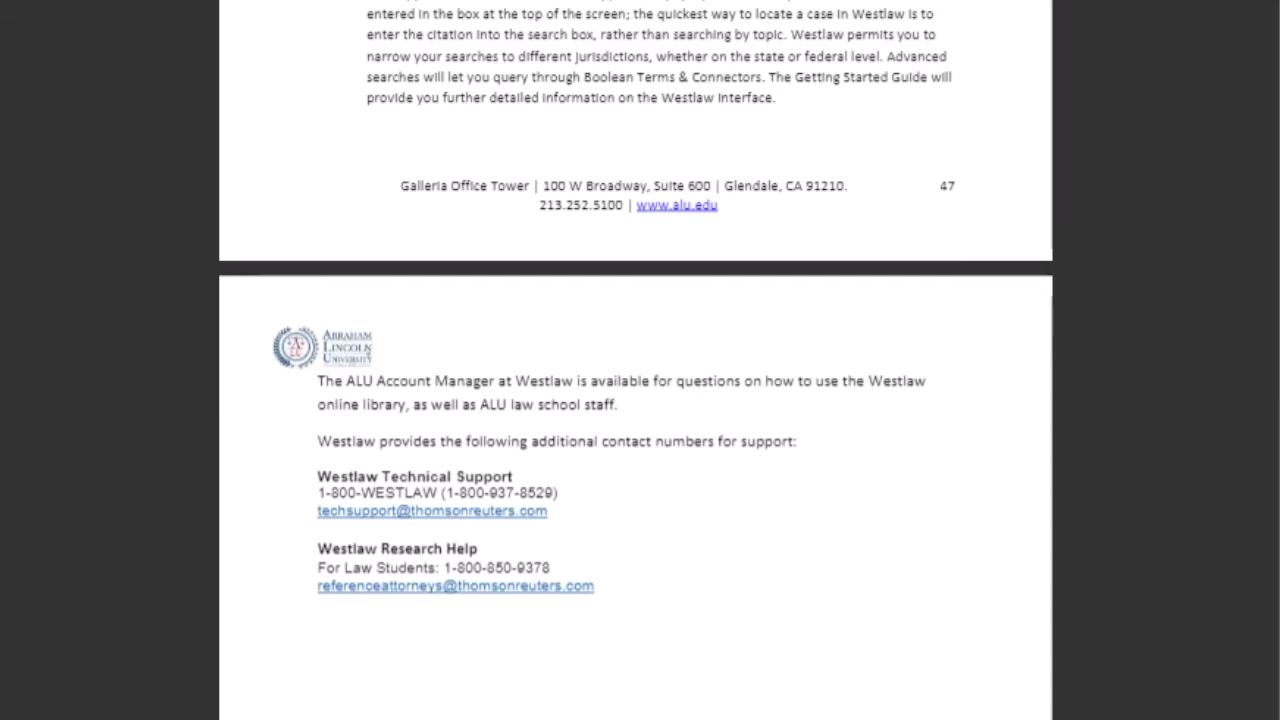 entered in the box at the top of the screen; the quickest way to locate a case in Westlaw is to
enter the citation into the search box, rather than searching by topic. Westlaw permits you to
narrow your searches to different jurisdictions, whether on the state or federal level. Advanced
searches will let you query through Boolean Terms & Connectors. The Getting Started Guide will
provide you further detailed information on the Westlaw interface.
Galleria Office Tower | 100 W Broadway, Suite 600 | Glendale, CA 91210.
47
213.252.5100 | www.alu.edu
ABRAHAM
LINCOLN
UNIVERSITY
The ALU Account Manager at Westlaw is available for questions on how to use the Westlaw
online library, as well as ALU law school staff.
Westlaw provides the following additional contact numbers for support:
Westlaw Technical Support
1-800-WESTLAW (1-800-937-8529)
techsupport@thomsonreuters.com
Westlaw Research Help
For Law Students: 1-800-850-9378
referenceattorneys@thomsonreuters.com